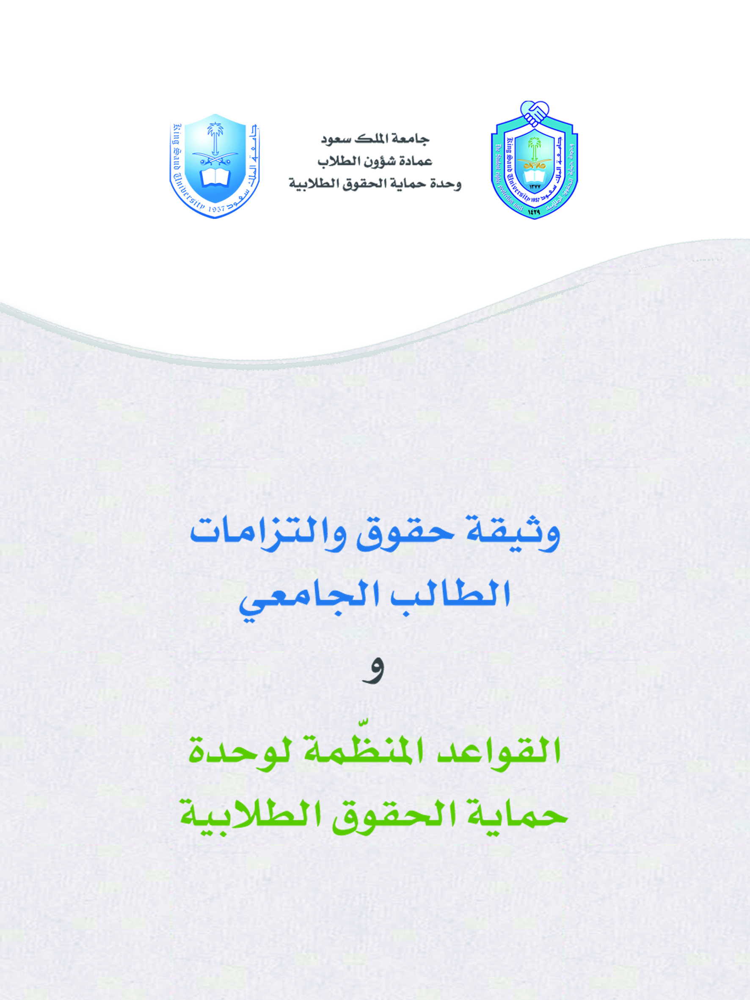 جامعة الملك سعود
عمادة شؤون الطلاب
وحدة حماية الحقوق الطلابية
وحدة حماية الحقوق الطلابية
The Student rights protection unit
١٤٢٩
جامعة الملك سعود
King Saud University 1957
١٣٧٧
جامعة الملك سعود
King Saud University 1957
وثيقة حقوق والتزامات
الطالب الجامعي
و
القواعد المنظّمة لوحدة
حماية الحقوق الطلابية